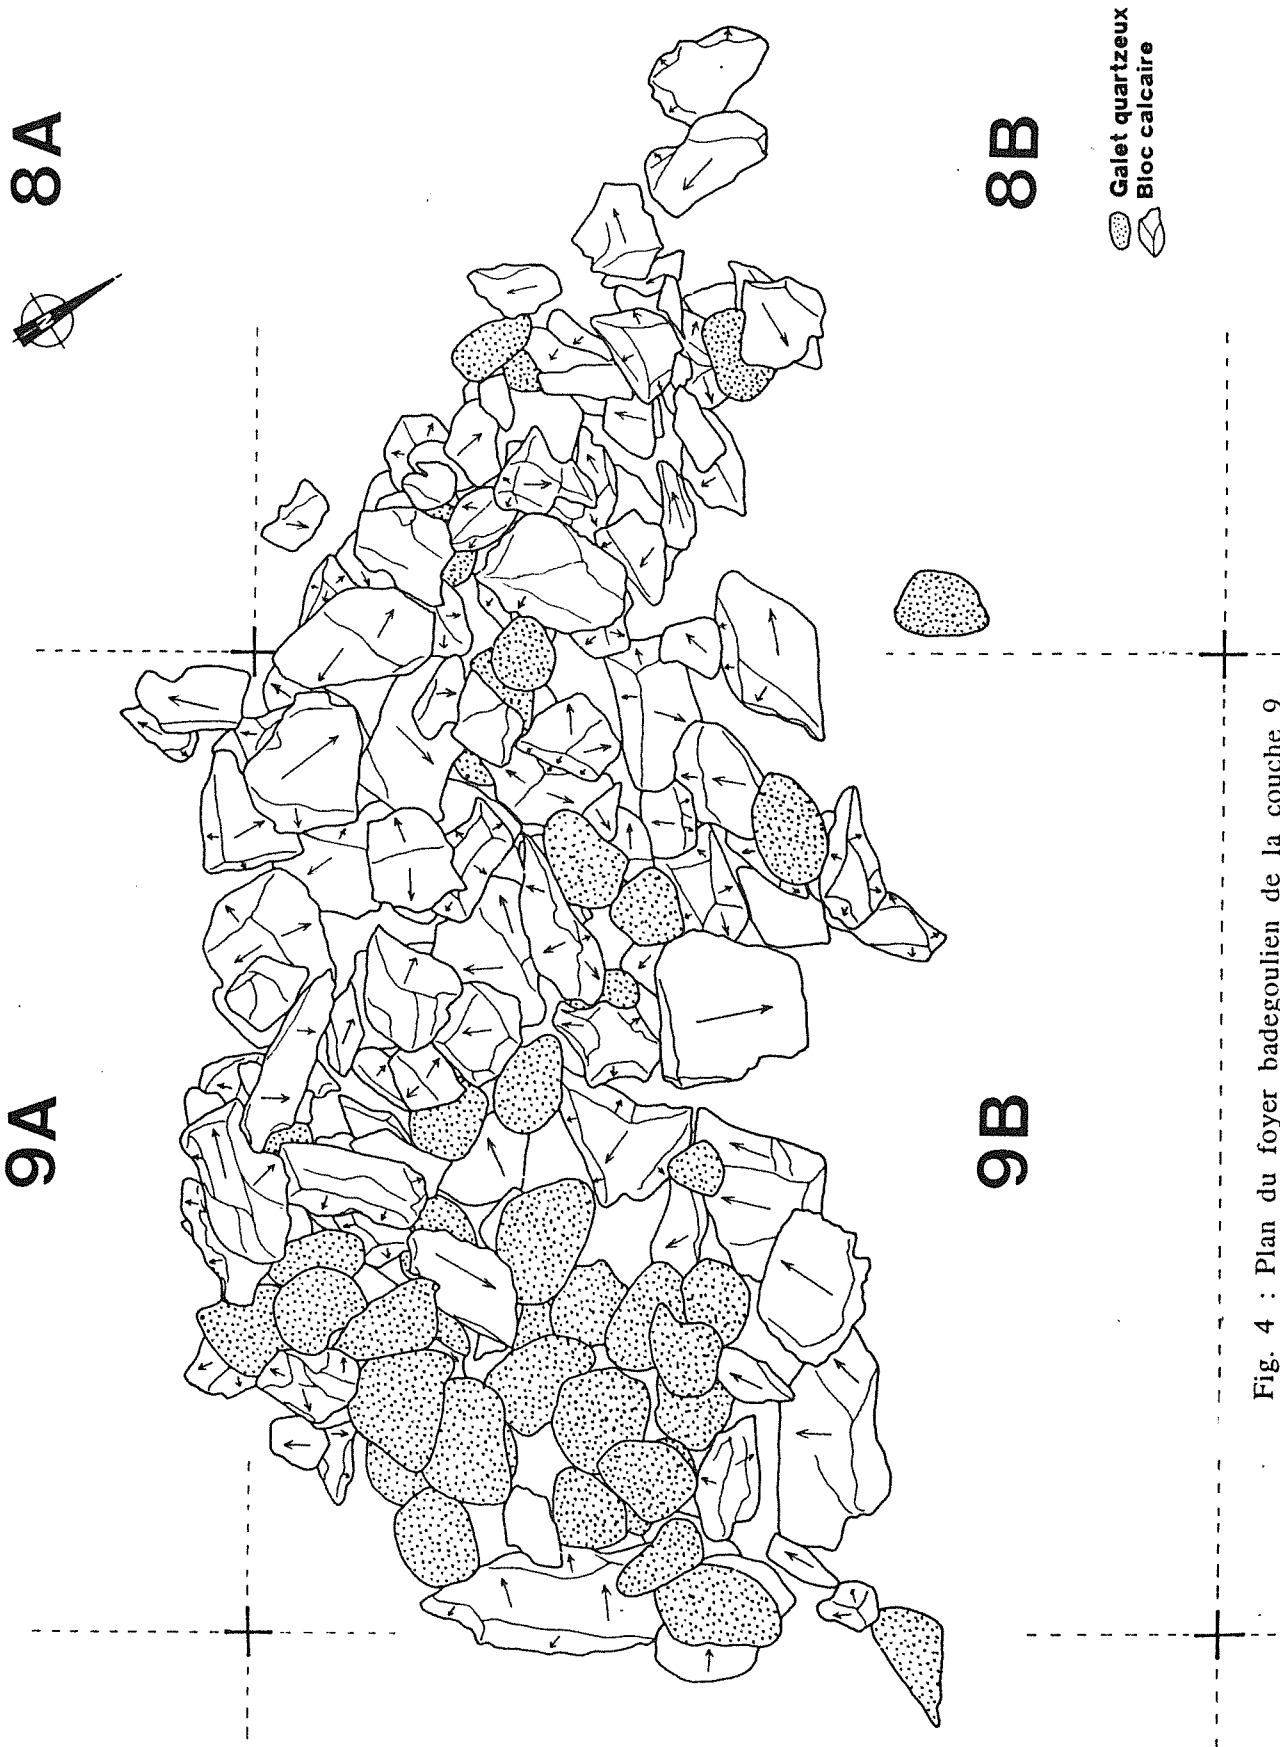 9A
8A
9B
8B
N
Galet quartzeux
Bloc calcaire
Fig. 4 : Plan du foyer badegoulien de la couche 9